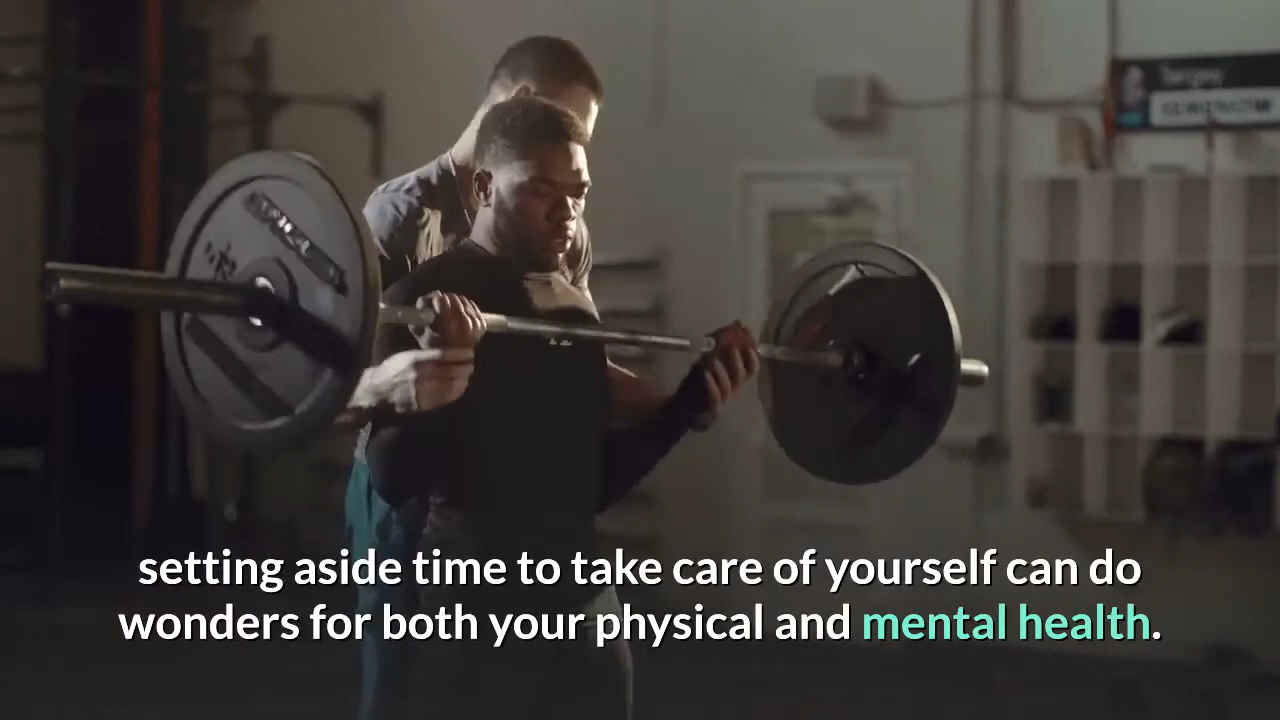 setting aside time to take care of yourself can do
wonders for both your physical and mental health.